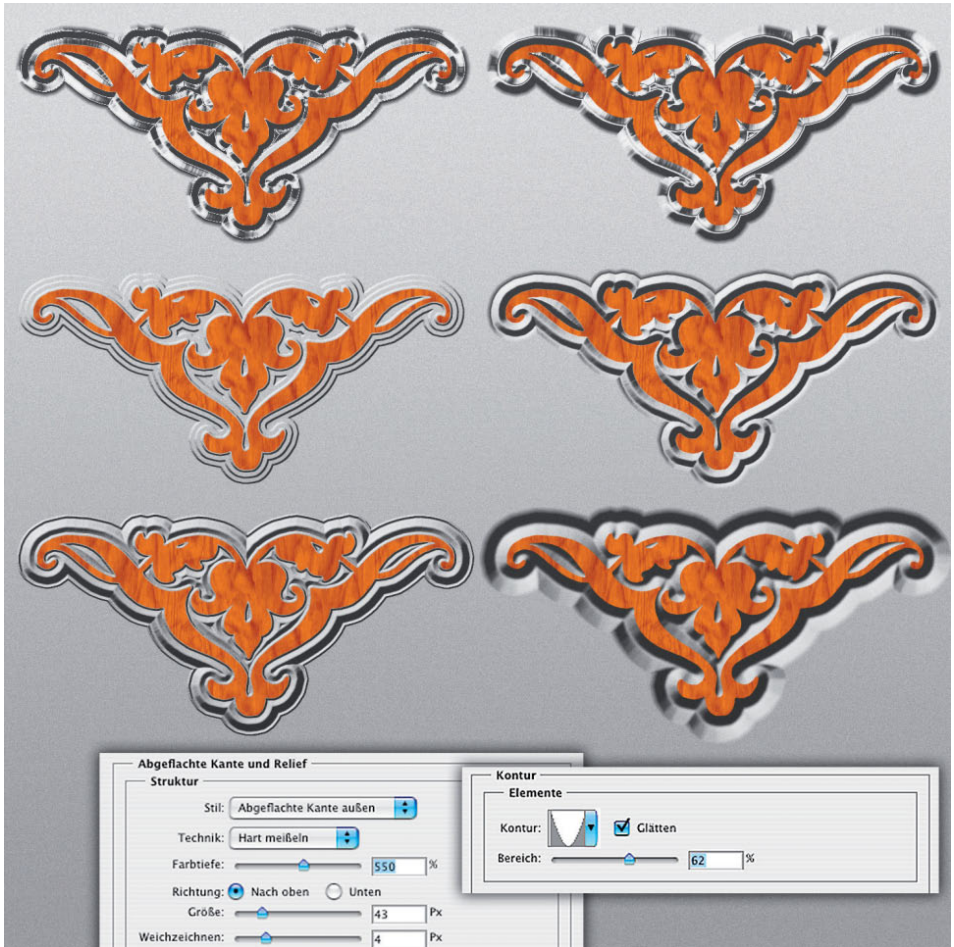 Abgeflachte Kante und Relief
Struktur
Stil: Abgeflachte Kante außen
Technik: Hart meißeln
Farbtiefe: 550 %
Richtung: Nach oben Unten
Größe: 43 Px
Weichzeichnen: 4 Px
Kontur
Elemente
Kontur: Glätten
Bereich: 62 %